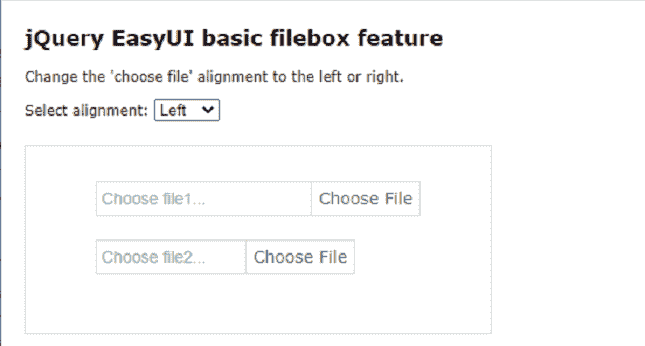 jQuery EasyUI basic filebox feature
Change the 'choose file' alignment to the left or right.
Select alignment: Left
Choose file1... Choose File
Choose file2... Choose File